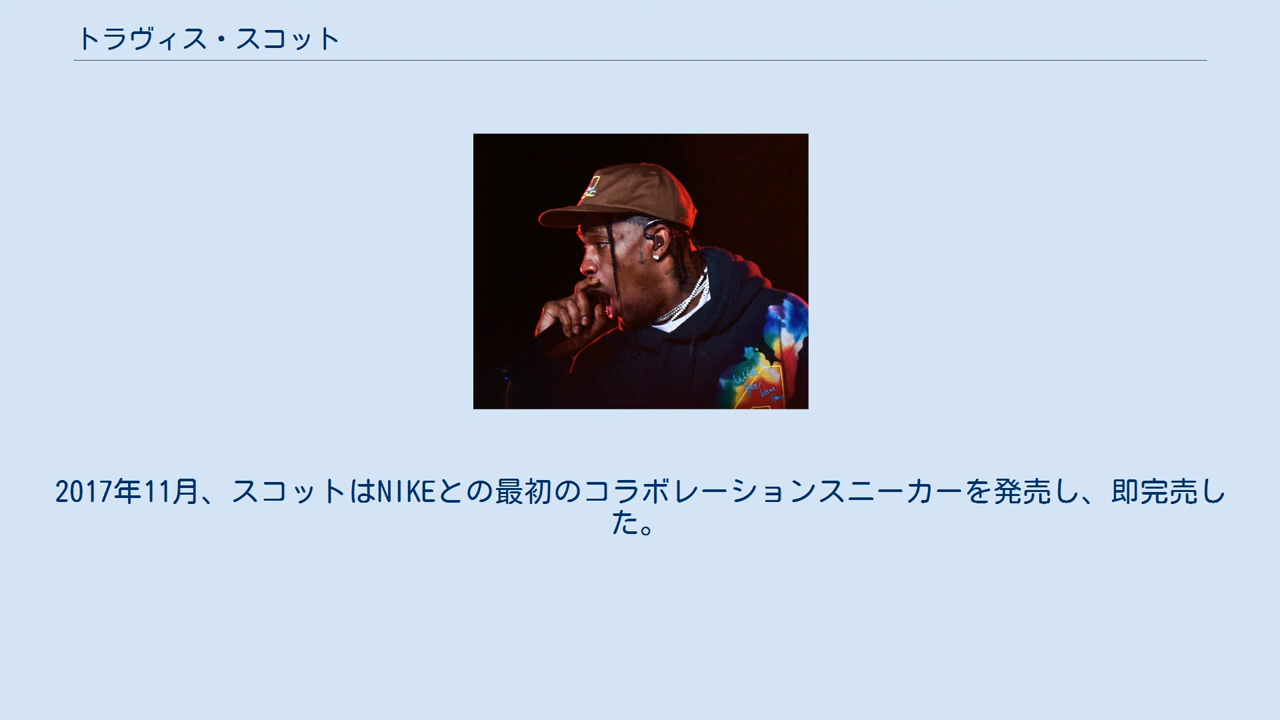 トラヴィス・スコット
2017年11月、スコットはNIKEとの最初のコラボレーションスニーカーを発売し、即完売し
た。